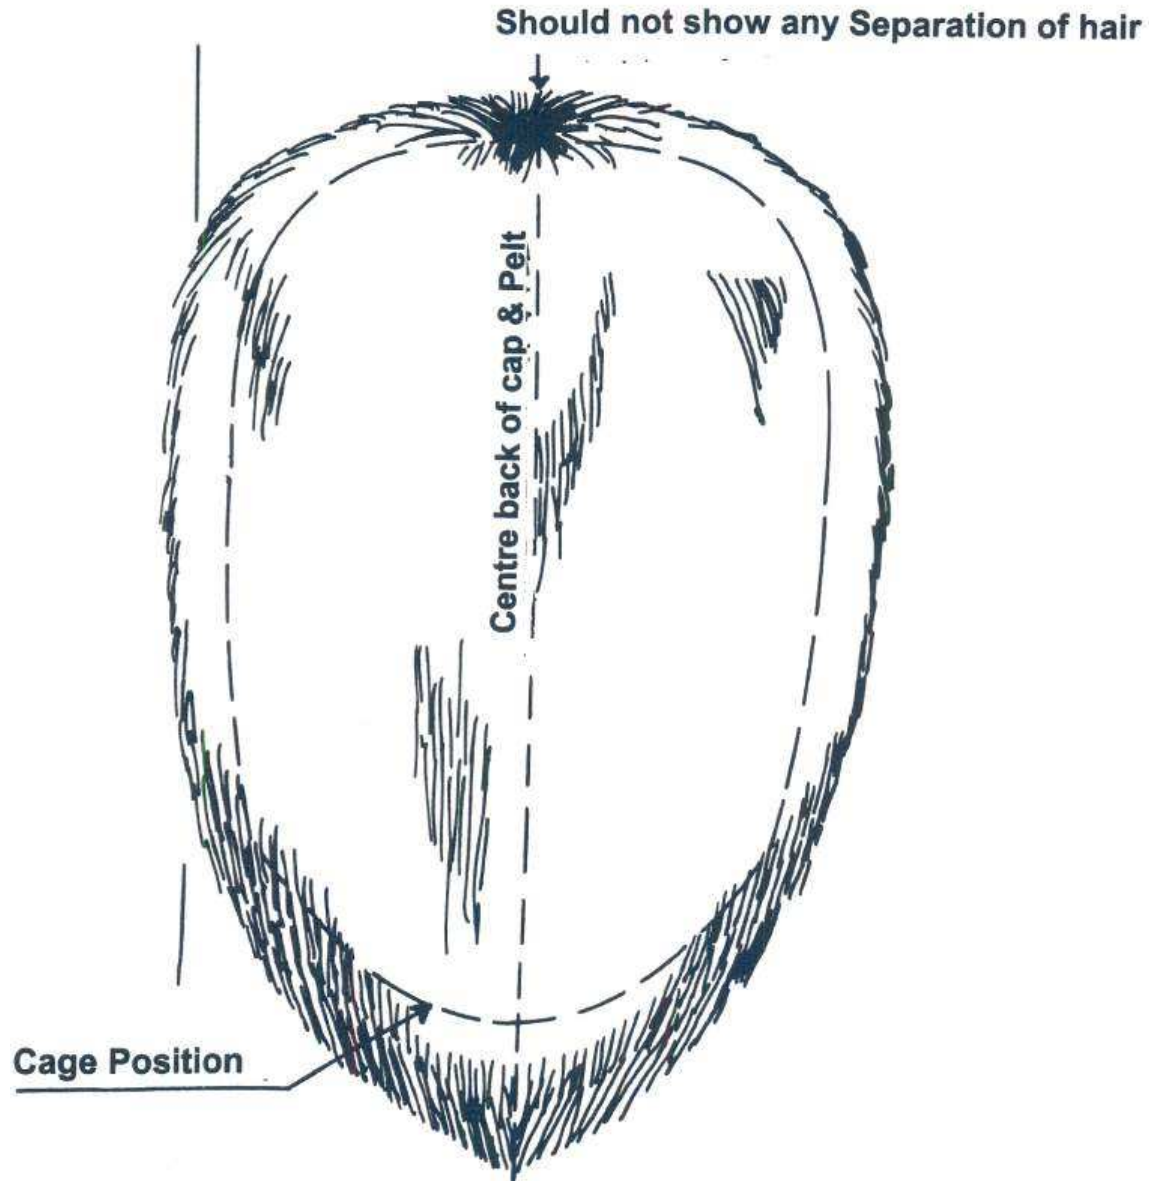 Should not show any Separation of hair
Centre back of cap & Pelt
Cage Position